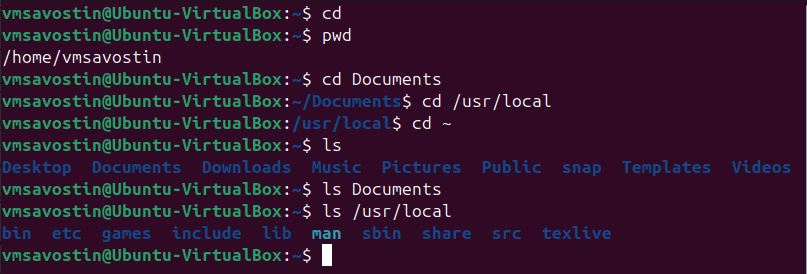 vmsavostin@Ubuntu-VirtualBox:~$ cd
vmsavostin@Ubuntu-VirtualBox:~$ pwd
/home/vmsavostin
vmsavostin@Ubuntu-VirtualBox:~$ cd Documents
vmsavostin@Ubuntu-VirtualBox:~/Documents$ cd /usr/local
vmsavostin@Ubuntu-VirtualBox:/usr/local$ cd ~
vmsavostin@Ubuntu-VirtualBox:~$ ls
Desktop  Documents  Downloads  Music  Pictures  Public  snap  Templates  Videos
vmsavostin@Ubuntu-VirtualBox:~$ ls Documents
vmsavostin@Ubuntu-VirtualBox:~$ ls /usr/local
bin  etc  games  include  lib  man  sbin  share  src  texlive
vmsavostin@Ubuntu-VirtualBox:~$